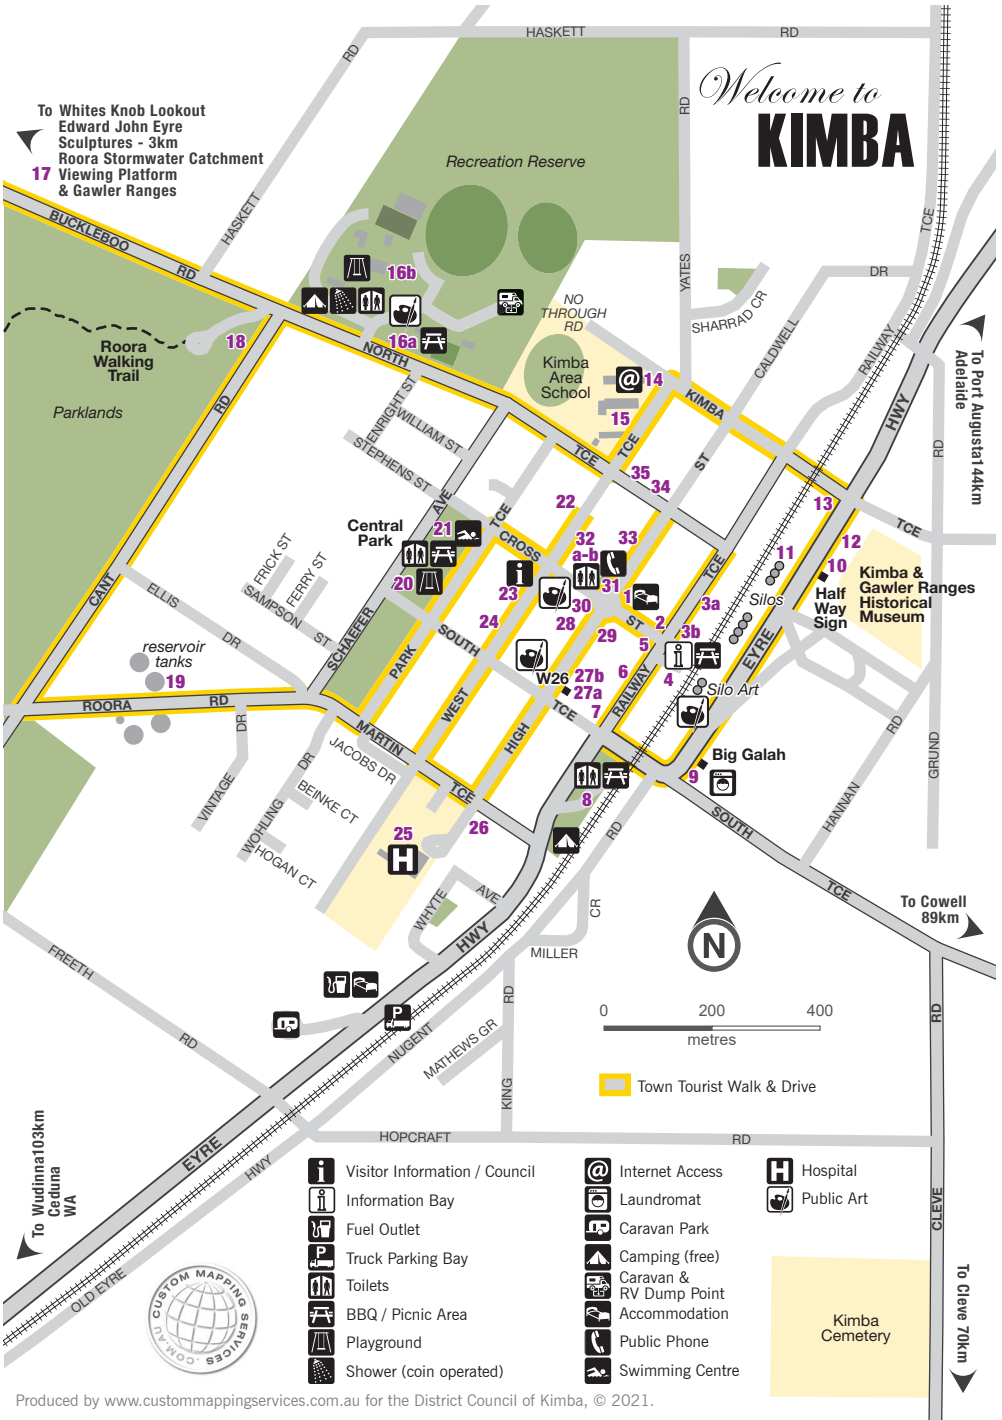 HASKETT
RD
Welcome to
KIMBA
RD
RD
To Whites Knob Lookout
Edward John Eyre
Sculptures - 3km
Roora Stormwater Catchment
17 Viewing Platform
& Gawler Ranges
Recreation Reserve
HASKETT
BUCKLEBOO
RD
TCE
YATES
DR
16b
NO
THROUGH
RD
SHARRAD CR
CALDWELL
RAILWAY
To Port Augusta144km
Adelaide
18
16a
NORTH
Roora
Walking
Trail
Kimba
Area
School
@ 14
KIMBA
15
Parklands
RD
ENRIGHT ST
WILLIAM ST
STEPHENS ST
TCE
TCE
ST
HWY
RD
35
34
AVE
TCE
22
13
TCE
Central
Park
21
CROSS
32
a-b
33
12
11
10
CANT
FRICK ST
FERRY ST
SAMPSON
ST
ELLIS
DR
20
i
23
31
1
TCE
3a
Silos
Half
Way
Sign
Kimba &
Gawler Ranges
Historical
Museum
30
28
24
29
ST
2
3b
5
i
4
SCHAEFER
SOUTH
PARK
EYRE
reservoir
tanks
19
W26
27b
27a
6
7
RAILWAY
Silo Art
ROORA
RD
WEST
HIGH
TCE
DR
MARTIN
JACOBS DR
DR
BEINKE CT
TCE
VINTAGE
WOHLING
HOGAN CT
Big Galah
9
8
RD
GRUND
HANNAN
SOUTH
TCE
25
H
26
RD
WHYTE
AVE
HWY
CR
MILLER
To Cowell
89km
N
FREETH
RD
P
NUGENT
MATHEWS GR
RD
KING
RD
0
200
400
metres
Town Tourist Walk & Drive
HOPCRAFT
RD
EYRE
HWY
OLD EYRE
To Wudinna103km
Ceduna
WA
CLEVE
To Cleve 70km
i Visitor Information / Council
i Information Bay
Fuel Outlet
P Truck Parking Bay
Toilets
BBQ / Picnic Area
Playground
Shower (coin operated)
@ Internet Access
Laundromat
Caravan Park
Camping (free)
Caravan &
RV Dump Point
Accommodation
Public Phone
Swimming Centre
H Hospital
Public Art
Kimba
Cemetery
CUSTOM MAPPING SERVICES
.COM.AU
Produced by www.custommappingservices.com.au for the District Council of Kimba, © 2021.